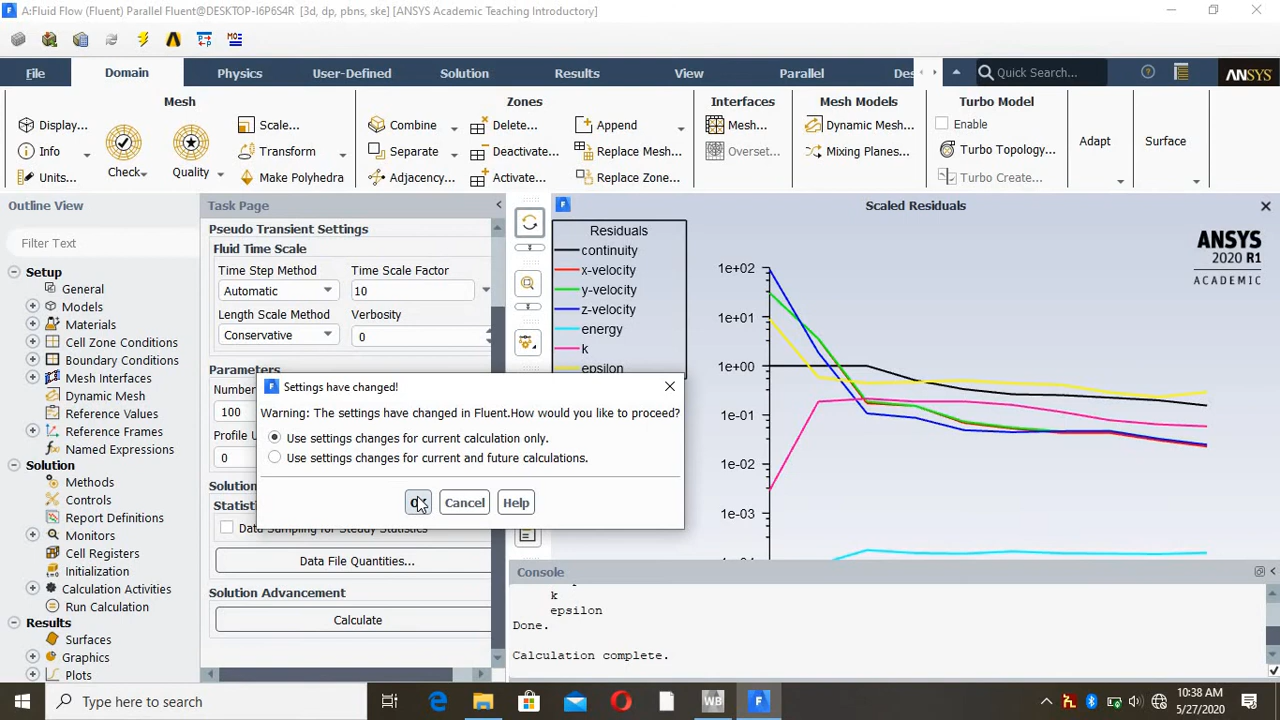 A:Fluid Flow (Fluent) Parallel Fluent@DESKTOP-I6P6S4R [3d, dp, pbns, ske] [ANSYS Academic Teaching Introductory]
File Domain Physics User-Defined Solution Results View Parallel Quick Search... ANSYS
Mesh Zones Interfaces Mesh Models Turbo Model
Display... Scale... Combine Delete... Append Mesh... Dynamic Mesh... Enable
Info Transform Separate Deactivate... Replace Mesh... Overset... Mixing Planes... Turbo Topology...
Check Quality Adapt Surface
Units... Make Polyhedra Adjacency... Activate... Replace Zone... Turbo Create...
Outline View
Filter Text
Setup
General
Models
Materials
Cell Zone Conditions
Boundary Conditions
Mesh Interfaces
Dynamic Mesh
Reference Values
Reference Frames
Named Expressions
Solution
Methods
Controls
Report Definitions
Monitors
Cell Registers
Initialization
Calculation Activities
Run Calculation
Results
Surfaces
Graphics
Plots
Task Page
Pseudo Transient Settings
Fluid Time Scale
Time Step Method Time Scale Factor
Automatic 10
Length Scale Method Verbosity
Conservative 0
Parameters
Number
100
Profile U
0
Solution
Statisti
Data Sampling for Steady Statistics
Data File Quantities...
Solution Advancement
Calculate
Settings have changed!
Warning: The settings have changed in Fluent.How would you like to proceed?
Use settings changes for current calculation only.
Use settings changes for current and future calculations.
Cancel Help
Scaled Residuals
Residuals
continuity
x-velocity
y-velocity
z-velocity
energy
k
epsilon
1e+02
1e+01
1e+00
1e-01
1e-02
1e-03
ANSYS
2020 R1
ACADEMIC
Console
k
epsilon
Done.
Calculation complete.
Type here to search
10:38 AM
5/27/2020